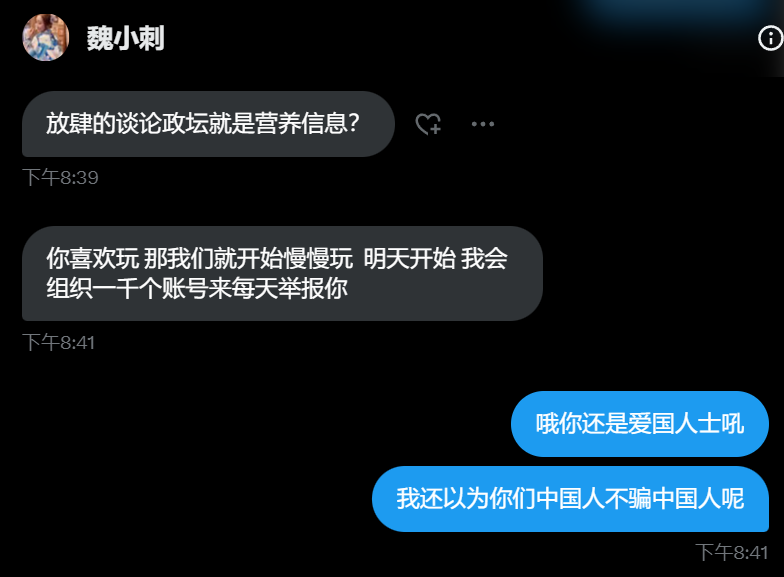 魏小刺
放肆的谈论政坛就是营养信息?
下午8:39
你喜欢玩 那我们就开始慢慢玩  明天开始 我会
组织一千个账号来每天举报你
下午8:41
哦你还是爱国人士吼
我还以为你们中国人不骗中国人呢
下午8:41